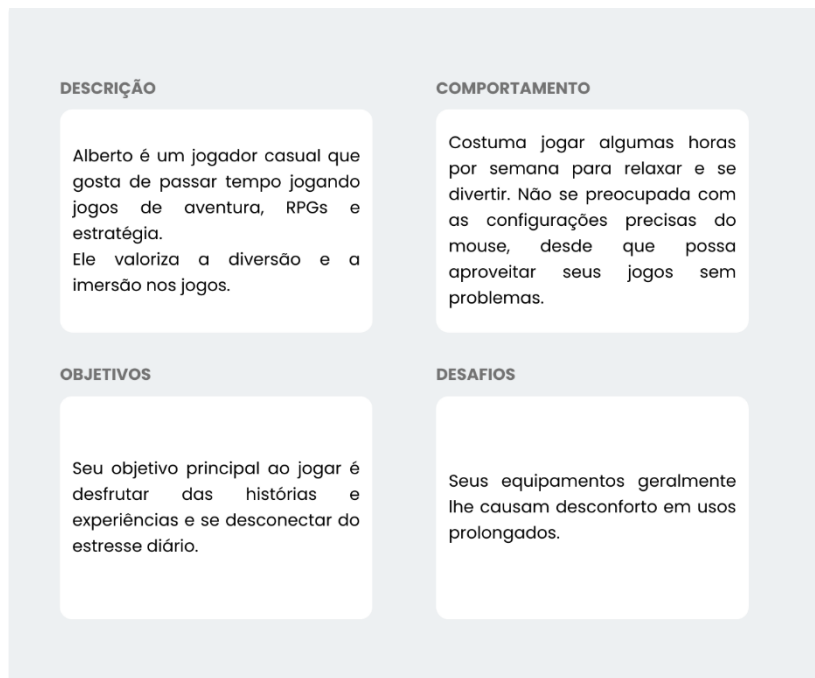 DESCRIÇÃO
Alberto é um jogador casual que
gosta de passar tempo jogando
jogos de aventura, RPGs e
estratégia.
Ele valoriza a diversão e a
imersão nos jogos.
COMPORTAMENTO
Costuma jogar algumas horas
por semana para relaxar e se
divertir. Não se preocupada com
as configurações precisas do
mouse, desde que possa
aproveitar seus jogos sem
problemas.
OBJETIVOS
Seu objetivo principal ao jogar é
desfrutar das histórias e
experiências e se desconectar do
estresse diário.
DESAFIOS
Seus equipamentos geralmente
lhe causam desconforto em usos
prolongados.